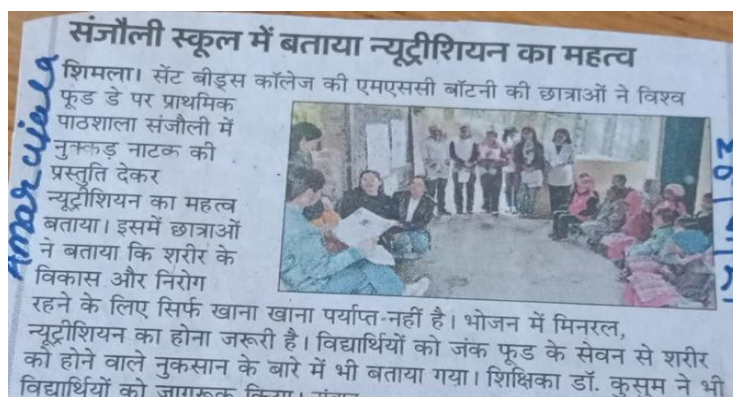 संजौली स्कूल में बताया न्यूट्रीशियन का महत्व
शिमला। सेंट बीड्स कॉलेज की एमएससी बॉटनी की छात्राओं ने विश्व
फूड डे पर प्राथमिक
पाठशाला संजौली में
नुक्कड़ नाटक की
प्रस्तुति देकर
न्यूट्रीशियन का महत्व
बताया। इसमें छात्राओं
ने बताया कि शरीर के
विकास और निरोग
रहने के लिए सिर्फ खाना खाना पर्याप्त नहीं है। भोजन में मिनरल,
न्यूट्रीशियन का होना जरूरी है। विद्यार्थियों को जंक फूड के सेवन से शरीर
को होने वाले नुकसान के बारे में भी बताया गया। शिक्षिका डॉ. कुसुम ने भी
विद्यार्थियों को जागरूक किया। संवाद
Amar ujala